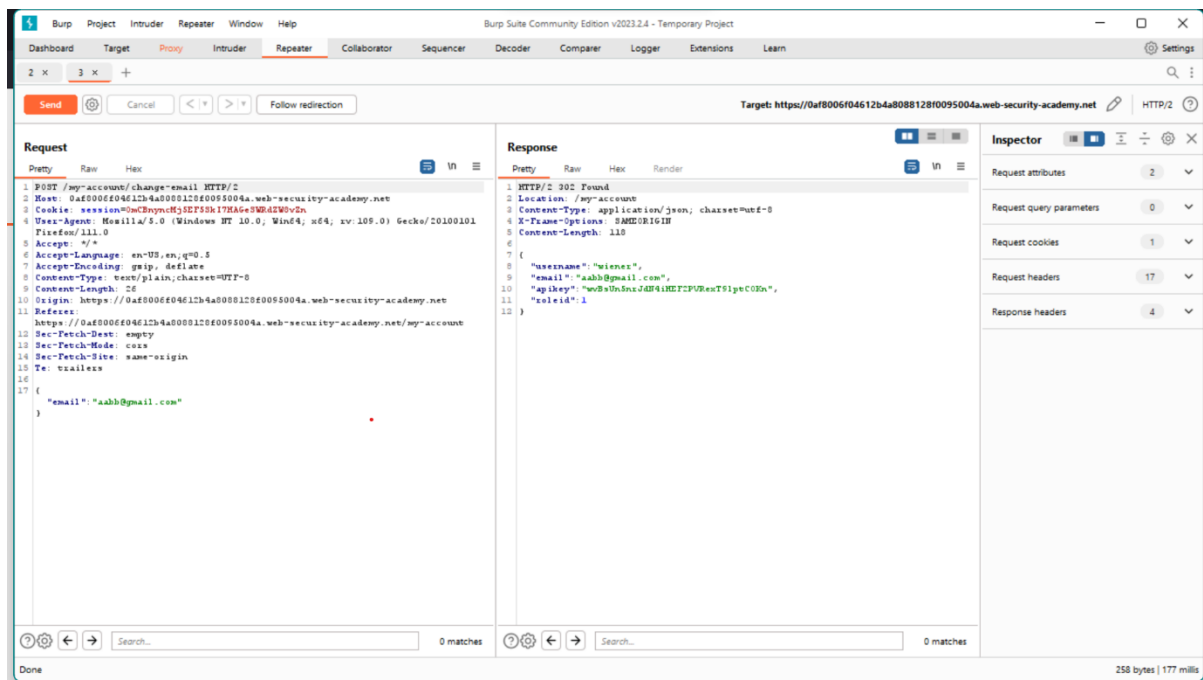 Burp Project Intruder Repeater Window Help
Burp Suite Community Edition v2023.2.4 - Temporary Project
Dashboard Target Proxy Intruder Repeater Collaborator Sequencer Decoder Comparer Logger Extensions Learn
Settings
2 × 3 × +
Send Cancel < > Follow redirection
Target: https://0af8006f04612b4a8088128f0095004a.web-security-academy.net
HTTP/2
Request
Pretty Raw Hex
\n
1 POST /my-account/change-email HTTP/2
2 Host: 0af8006f04612b4a8088128f0095004a.web-security-academy.net
3 Cookie:
4 User-Agent: Mozilla/5.0 (Windows NT 10.0; Win64; x64; rv:109.0) Gecko/20100101
Firefox/111.0
5 Accept: */*
6 Accept-Language: en-US,en;q=0.5
7 Accept-Encoding: gzip, deflate
8 Content-Type: text/plain;charset=UTF-8
9 Content-Length: 26
10 Origin: https://0af8006f04612b4a8088128f0095004a.web-security-academy.net
11 Referer:
https://0af8006f04612b4a8088128f0095004a.web-security-academy.net/my-account
12 Sec-Fetch-Dest: empty
13 Sec-Fetch-Mode: cors
14 Sec-Fetch-Site: same-origin
15 Te: trailers
16
17 {
"email":"aabb@gmail.com"
}
Search...
0 matches
Response
Pretty Raw Hex Render
\n
1 HTTP/2 302 Found
2 Location: /my-account
3 Content-Type: application/json; charset=utf-8
4 X-Frame-Options: SAMEORIGIN
5 Content-Length: 118
6
7 {
8 "username":"wiener",
9 "email":"aabb@gmail.com",
10 "apikey":
11 "roleid":1
12 }
Search...
0 matches
Inspector
Request attributes 2
Request query parameters 0
Request cookies 1
Request headers 17
Response headers 4
Done
258 bytes | 177 millis